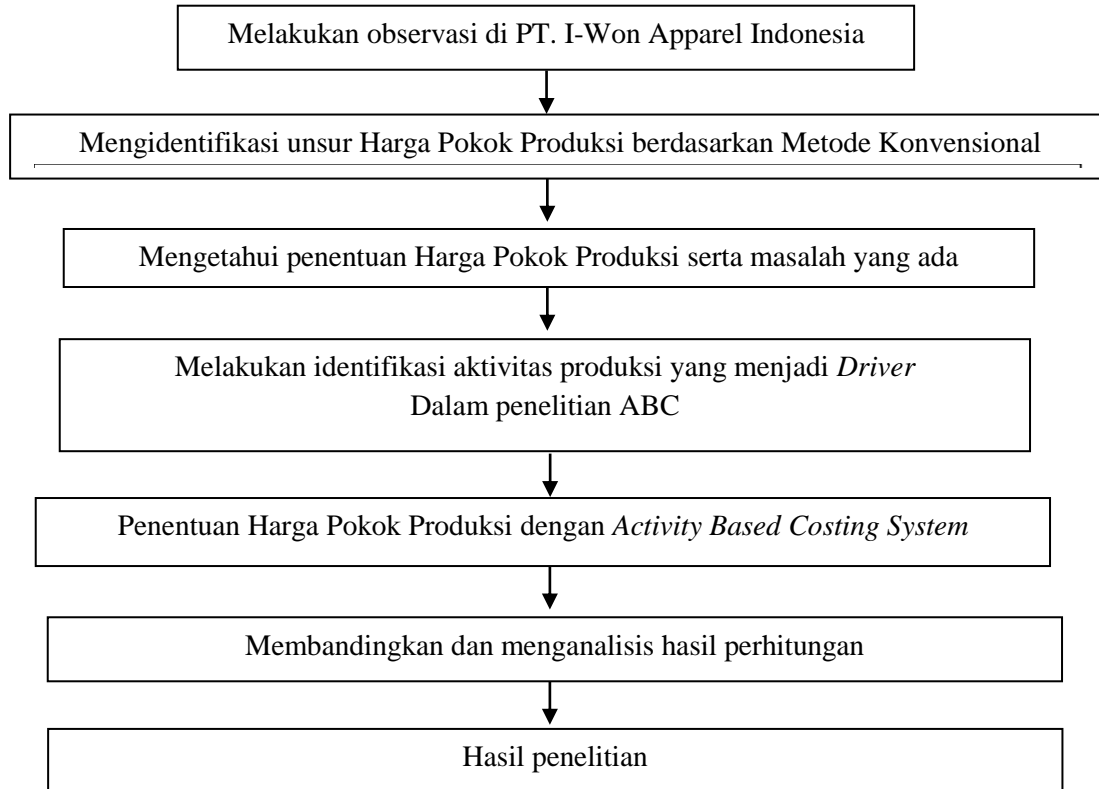 Melakukan observasi di PT. I-Won Apparel Indonesia
Mengidentifikasi unsur Harga Pokok Produksi berdasarkan Metode Konvensional
Mengetahui penentuan Harga Pokok Produksi serta masalah yang ada
Melakukan identifikasi aktivitas produksi yang menjadi Driver
Dalam penelitian ABC
Penentuan Harga Pokok Produksi dengan Activity Based Costing System
Membandingkan dan menganalisis hasil perhitungan
Hasil penelitian